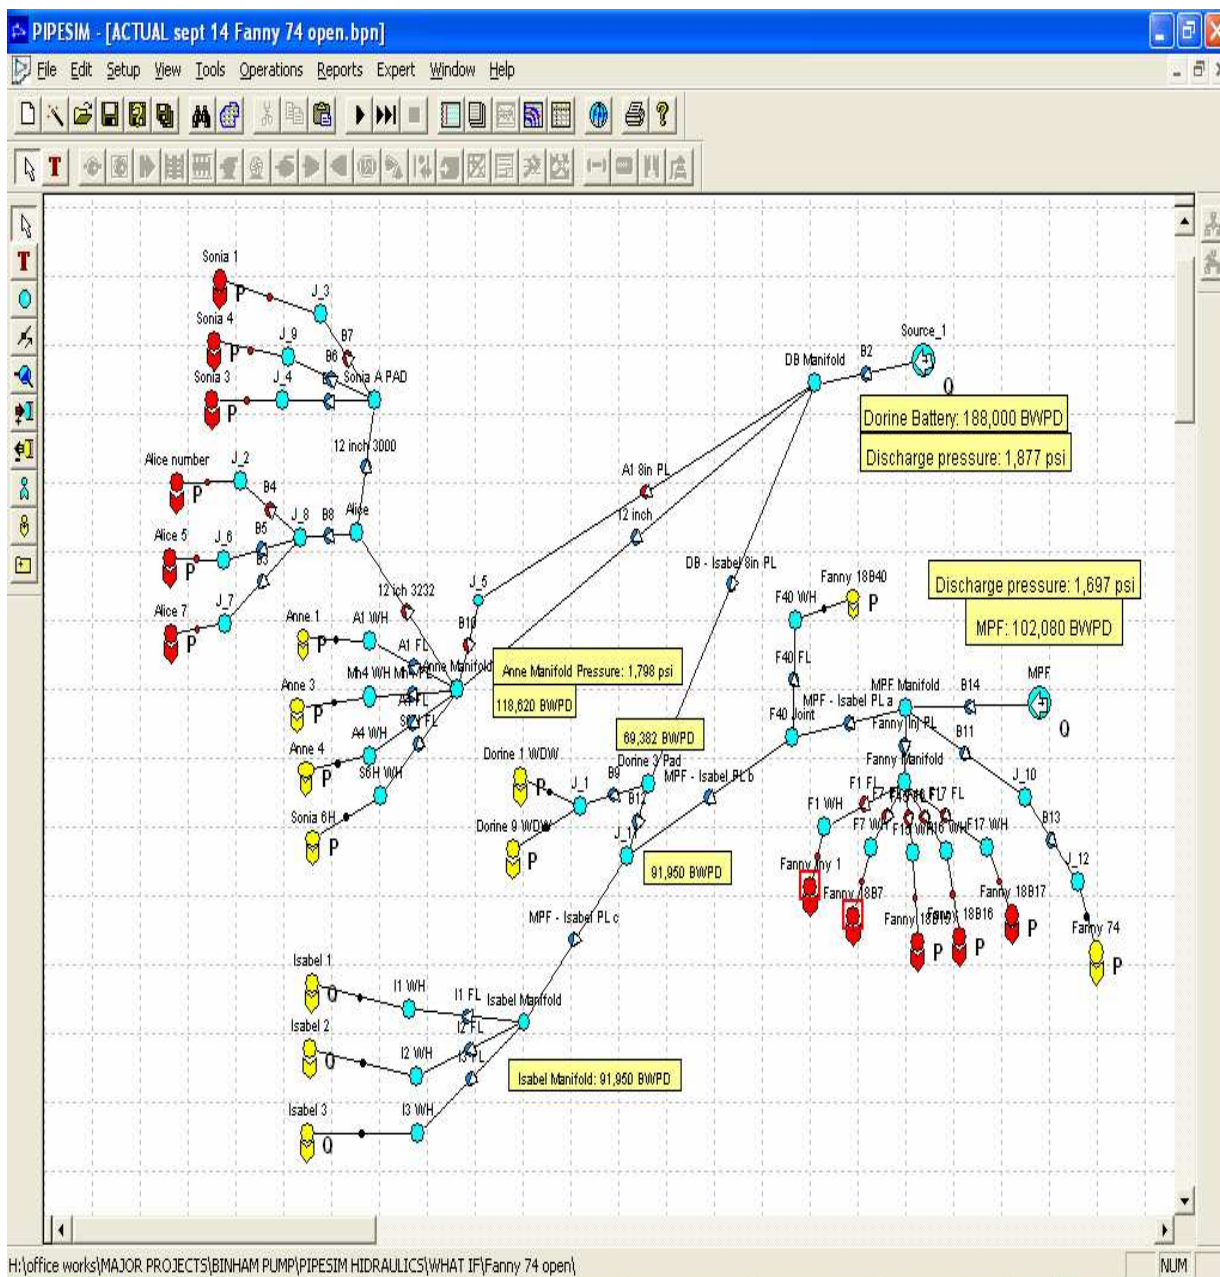 PIPESIM - [ACTUAL sept 14 Fanny 74 open.bpn]
File Edit Setup View Tools Operations Reports Expert Window Help
T
T
Sonia 1
P
J_3
Sonia 4
P
J_9
B7
B6
Sonia 3
P
J_4
Sonia A PAD
12 inch 3000
Source_1
DB Manifold
B2
Q
Dorine Battery: 188,000 BWPD
Discharge pressure: 1,877 psi
Alice number
P
J_2
B4
J_8
B8
Alice
A1 8in PL
12 inch
Alice 5
P
J_6
B5
B3
Alice 7
P
J_7
12 ich 3232
J_5
B10
DB - Isabel 8in PL
Fanny 18B40
F40 WH
P
Discharge pressure: 1,697 psi
MPF: 102,080 BWPD
Anne 1
P
A1 WH
A1 FL
Anne Manifold
Anne Manifold Pressure: 1,798 psi
118,620 BWPD
F40 FL
Anne 3
P
Mh4 WH
MPF - Isabel PL a
MPF Manifold
B14
MPF
Q
F40 Joint
Fanny Inj PL
B11
Anne 4
P
A4 WH
69,382 BWPD
Dorine 1 WDW
P
J_1
B9
Dorine 3 Pad
B12
MPF - Isabel PL b
Fanny Manifold
S6H WH
Sonia 6H
P
Dorine 9 WDW
P
F1 FL
F17 FL
J_10
F1 WH
F7 WH
F17 WH
B13
91,950 BWPD
J_12
Fanny 18B7
Fanny 18B17
P
Fanny 18B16
P
P
Fanny 74
P
MPF - Isabel PL c
Isabel 1
Q
I1 WH
I1 FL
Isabel Manifold
Isabel 2
Q
I2 WH
I2 FL
Isabel Manifold: 91,950 BWPD
Isabel 3
Q
I3 WH
H:\office works\MAJOR PROJECTS\BINHAM PUMP\PIPESIM HIDRAULICS\WHAT IF\Fanny 74 open\
NUM